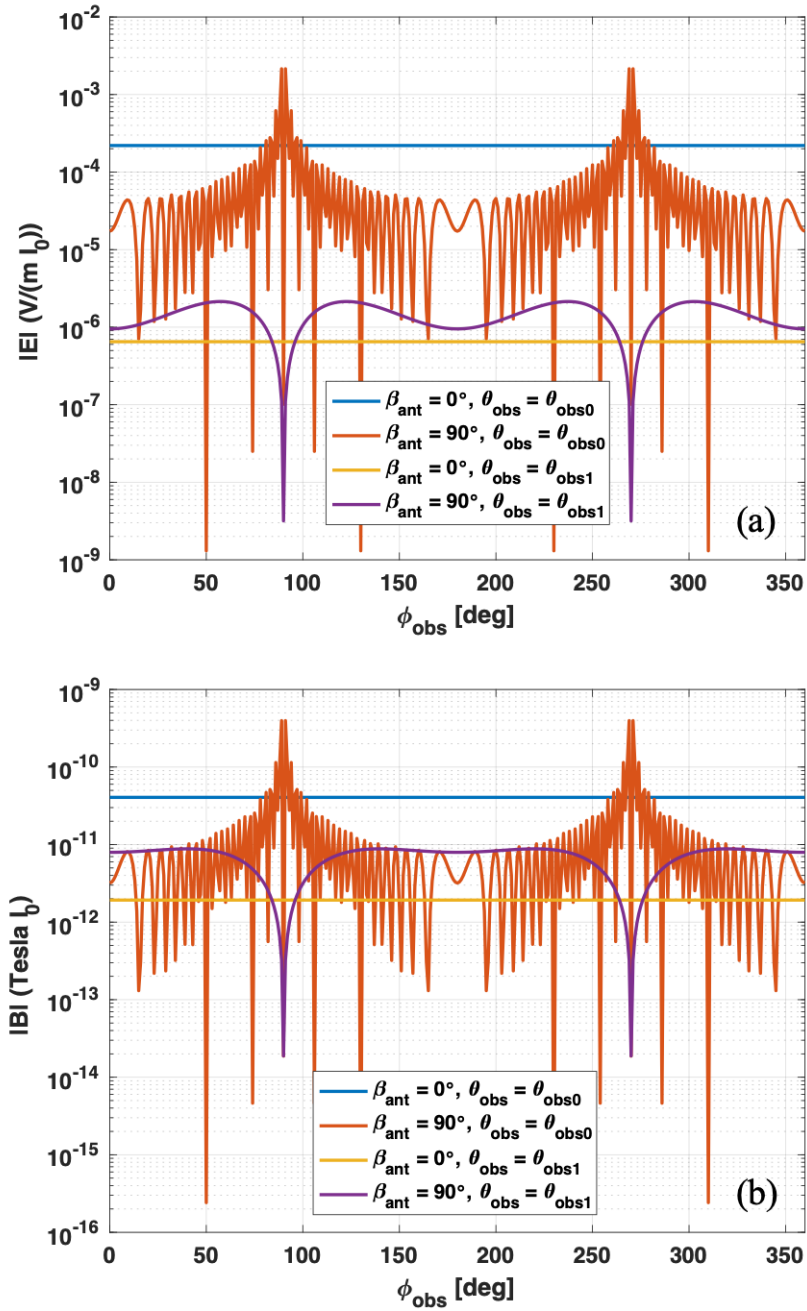 10⁻²
10⁻³
10⁻⁴
10⁻⁵
10⁻⁶
10⁻⁷
10⁻⁸
10⁻⁹
|E| (V/(m I₀))
β_ant = 0°, θ_obs = θ_obs0
β_ant = 90°, θ_obs = θ_obs0
β_ant = 0°, θ_obs = θ_obs1
β_ant = 90°, θ_obs = θ_obs1
(a)
0 50 100 150 200 250 300 350
ϕ_obs [deg]
10⁻⁹
10⁻¹⁰
10⁻¹¹
10⁻¹²
10⁻¹³
10⁻¹⁴
10⁻¹⁵
10⁻¹⁶
|B| (Tesla I₀)
β_ant = 0°, θ_obs = θ_obs0
β_ant = 90°, θ_obs = θ_obs0
β_ant = 0°, θ_obs = θ_obs1
β_ant = 90°, θ_obs = θ_obs1
(b)
0 50 100 150 200 250 300 350
ϕ_obs [deg]